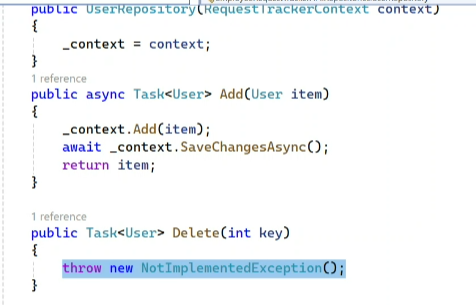 public UserRepository(RequestTrackerContext context)
{
_context = context;
}
1 reference
public async Task<User> Add(User item)
{
_context.Add(item);
await _context.SaveChangesAsync();
return item;
}
1 reference
public Task<User> Delete(int key)
{
throw new NotImplementedException();
}